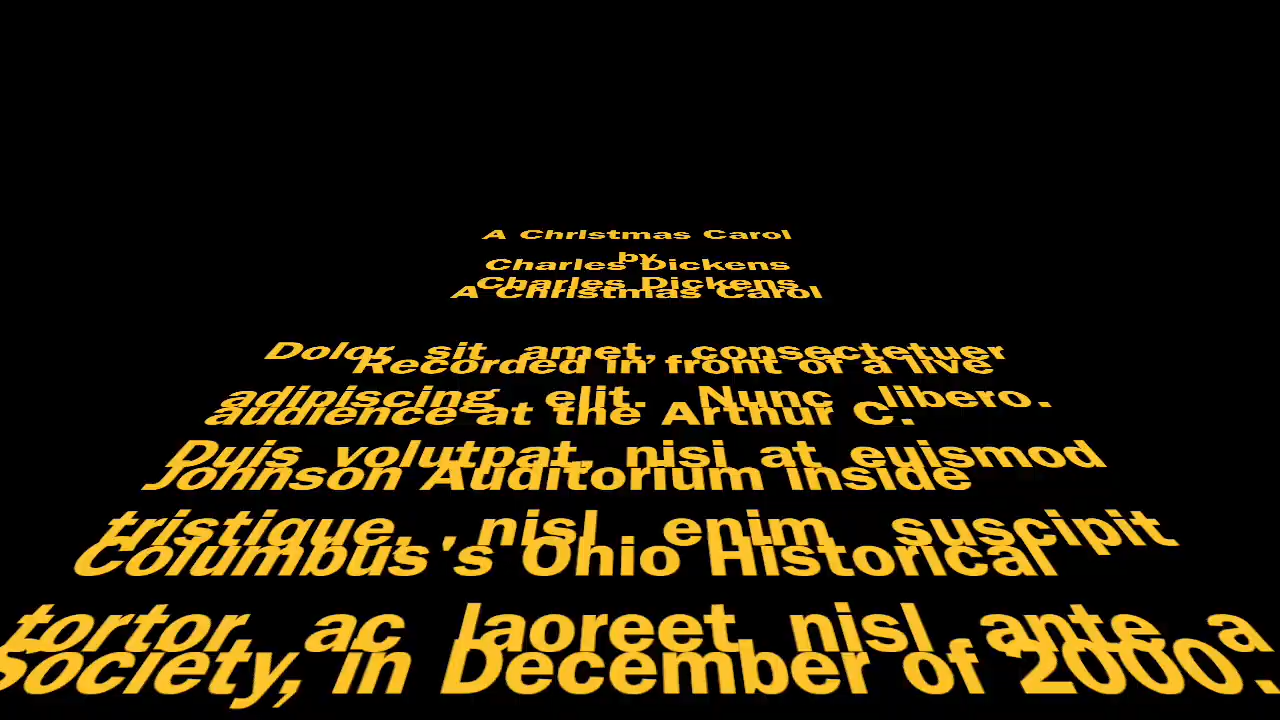 A Christmas Carol
by
Charles Dickens
Charles Dickens
A Christmas Carol
Dolor sit amet, consectetuer
Recorded in front of a live
adipiscing elit. Nunc libero.
audience at the Arthur C.
Duis volutpat, nisi at euismod
Johnson Auditorium inside
tristique, nisl enim suscipit
Columbus's Ohio Historical
tortor, ac laoreet nisl ante a
Society, in December of 2000.